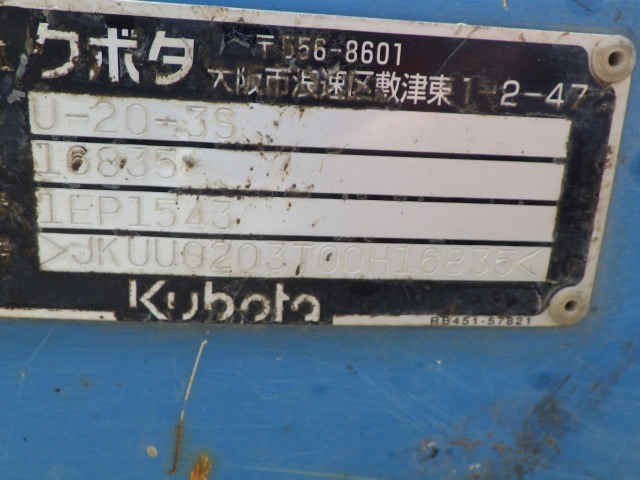 クボタ 〒556-8601
大阪市浪速区敷津東1-2-47
U-20-3S
16835
1EP1543
>JKUU0203T00H16835<
Kubota
RB451-57821